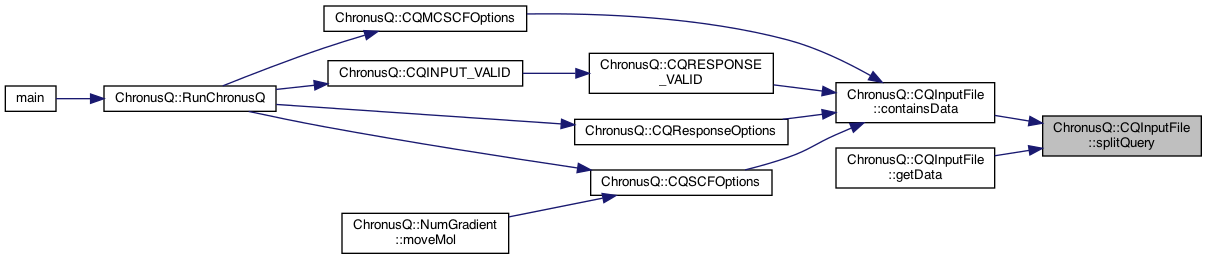 ChronusQ::CQMCSCFOptions
ChronusQ::CQINPUT_VALID
ChronusQ::CQRESPONSE
_VALID
main
ChronusQ::RunChronusQ
ChronusQ::CQInputFile
::containsData
ChronusQ::CQResponseOptions
ChronusQ::CQInputFile
::splitQuery
ChronusQ::CQInputFile
::getData
ChronusQ::CQSCFOptions
ChronusQ::NumGradient
::moveMol